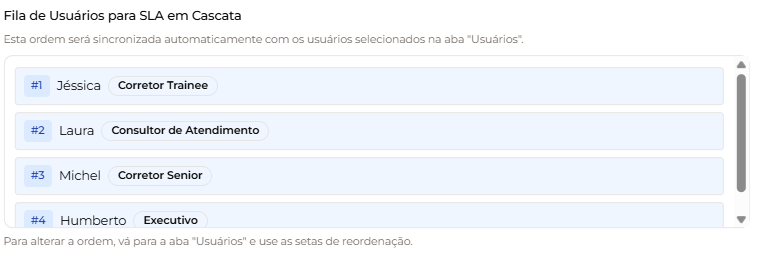 Fila de Usuários para SLA em Cascata
Esta ordem será sincronizada automaticamente com os usuários selecionados na aba "Usuários".
#1 Jéssica Corretor Trainee
#2 Laura Consultor de Atendimento
#3 Michel Corretor Senior
#4 Humberto Executivo
Para alterar a ordem, vá para a aba "Usuários" e use as setas de reordenação.